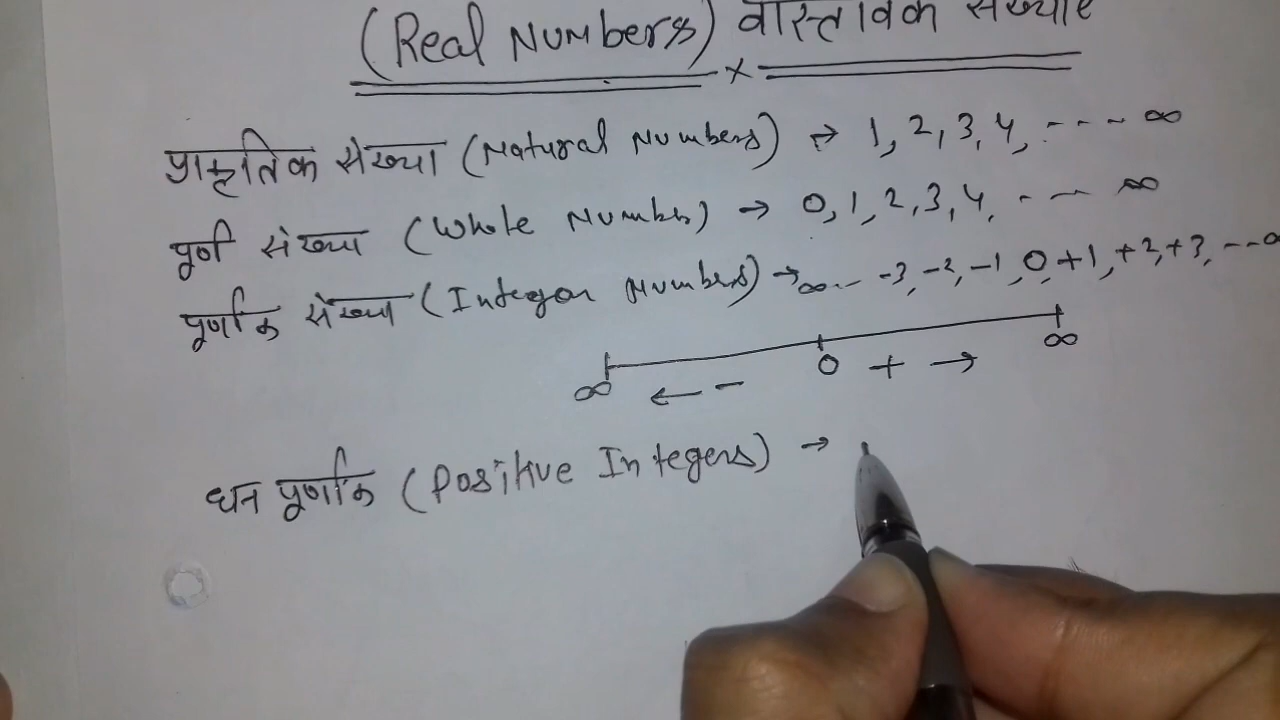 (Real Numbers) वास्तविक संख्याए
प्राकृतिक संख्या (Natural Numbers) → 1, 2, 3, 4, ---- ∞
पूर्ण संख्या (Whole Number) → 0, 1, 2, 3, 4, --- ∞
पूर्णांक संख्या (Integer Numbers) → ∞-- -3, -2, -1, 0, +1, +2, +3, --- ∞
∞ ← - 0 + → ∞
धन पूर्णांक (Positive Integers) →